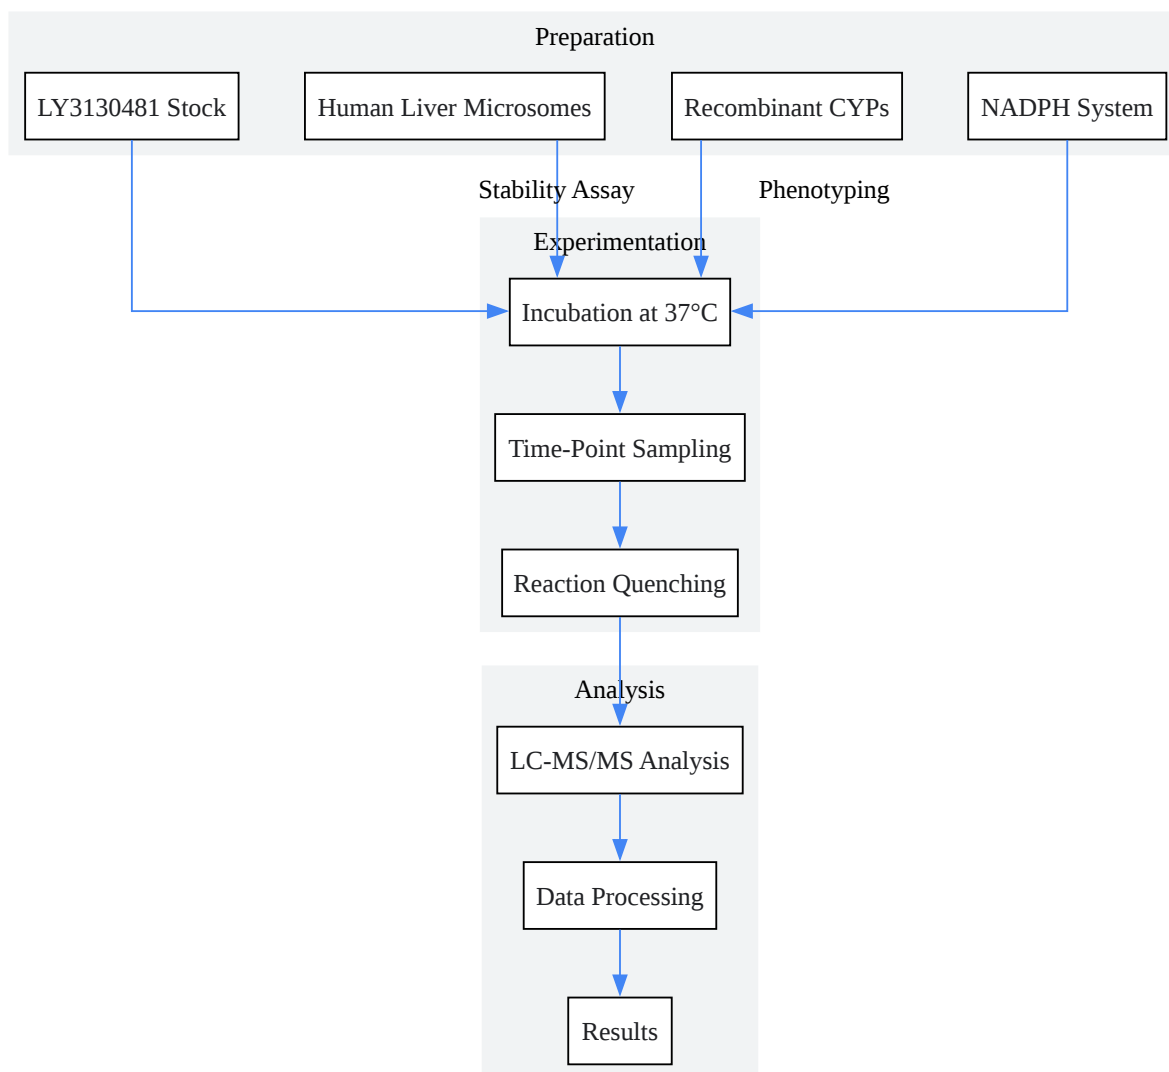 Preparation
LY3130481 Stock
Human Liver Microsomes
Recombinant CYPs
NADPH System
Stability Assay
Phenotyping
Experimentation
Incubation at 37°C
Time-Point Sampling
Reaction Quenching
Analysis
LC-MS/MS Analysis
Data Processing
Results